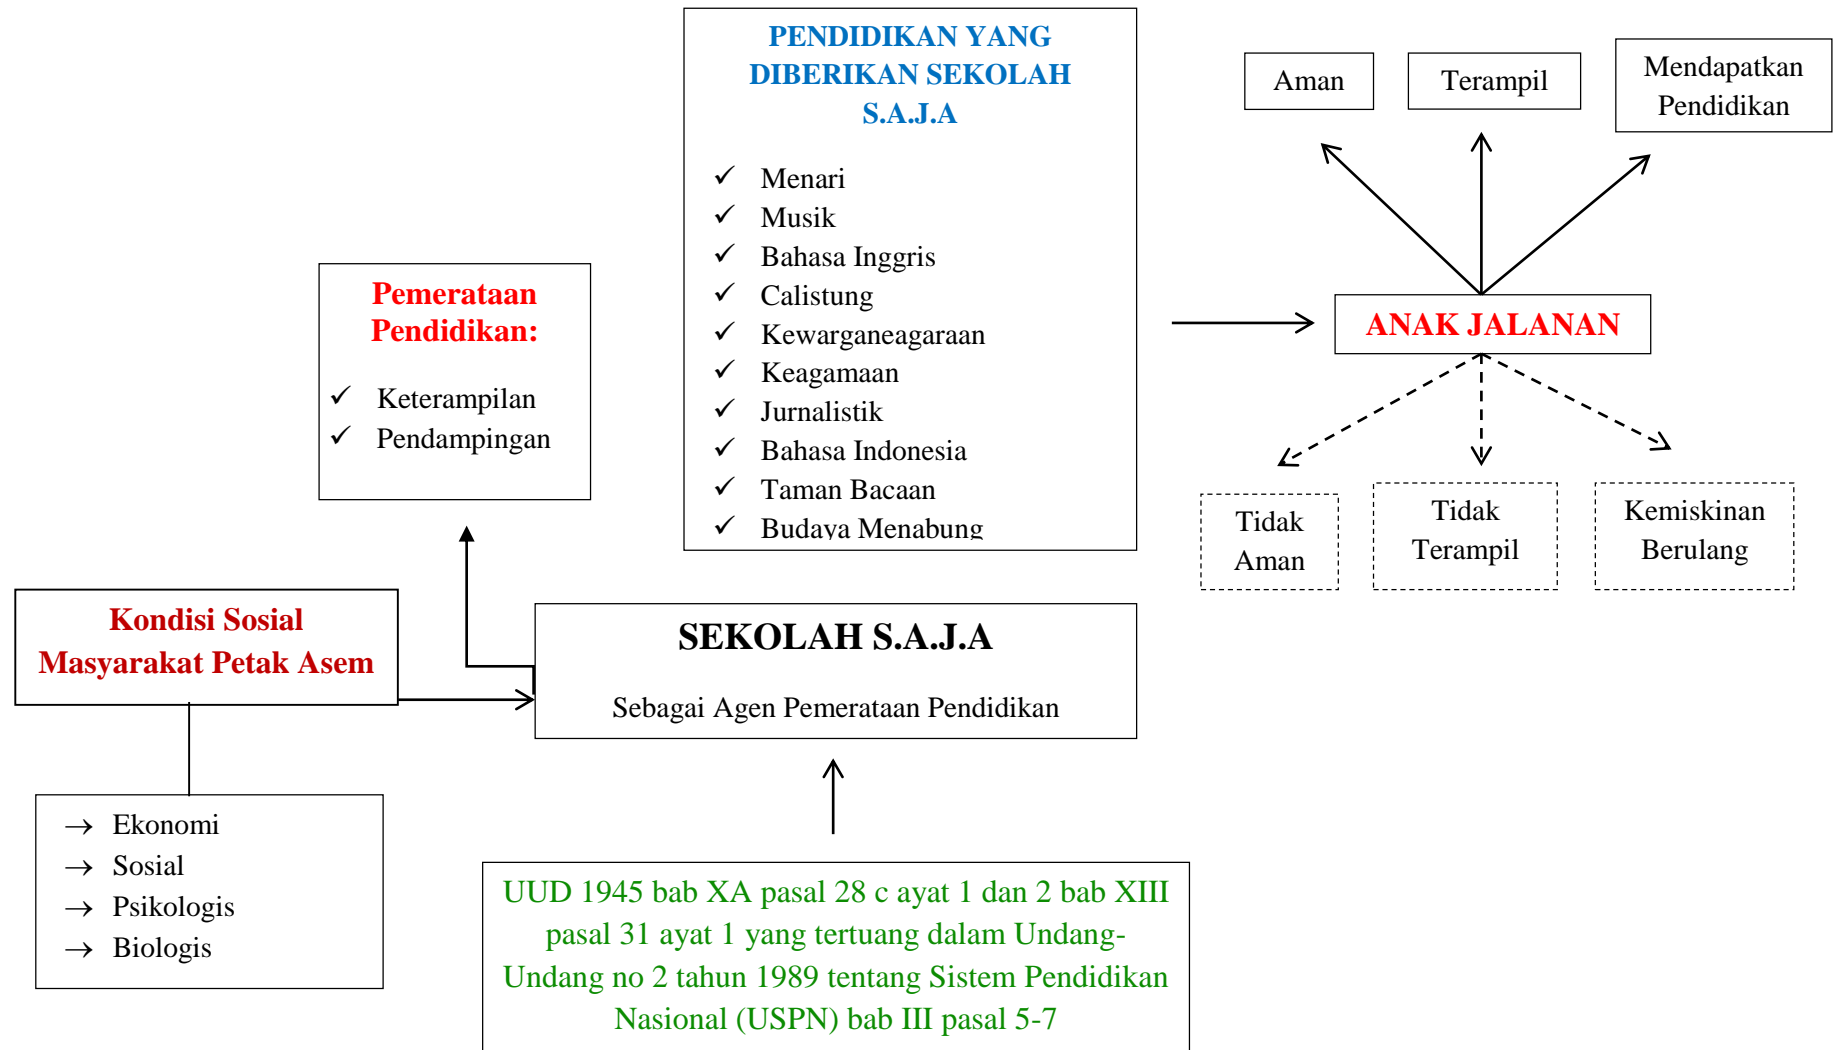 PENDIDIKAN YANG
DIBERIKAN SEKOLAH
S.A.J.A
✓ Menari
✓ Musik
✓ Bahasa Inggris
✓ Calistung
✓ Kewarganeagaraan
✓ Keagamaan
✓ Jurnalistik
✓ Bahasa Indonesia
✓ Taman Bacaan
✓ Budaya Menabung
Aman
Terampil
Mendapatkan
Pendidikan
Pemerataan
Pendidikan:
✓ Keterampilan
✓ Pendampingan
ANAK JALANAN
Tidak
Aman
Tidak
Terampil
Kemiskinan
Berulang
Kondisi Sosial
Masyarakat Petak Asem
SEKOLAH S.A.J.A
Sebagai Agen Pemerataan Pendidikan
→ Ekonomi
→ Sosial
→ Psikologis
→ Biologis
UUD 1945 bab XA pasal 28 c ayat 1 dan 2 bab XIII
pasal 31 ayat 1 yang tertuang dalam Undang-
Undang no 2 tahun 1989 tentang Sistem Pendidikan
Nasional (USPN) bab III pasal 5-7